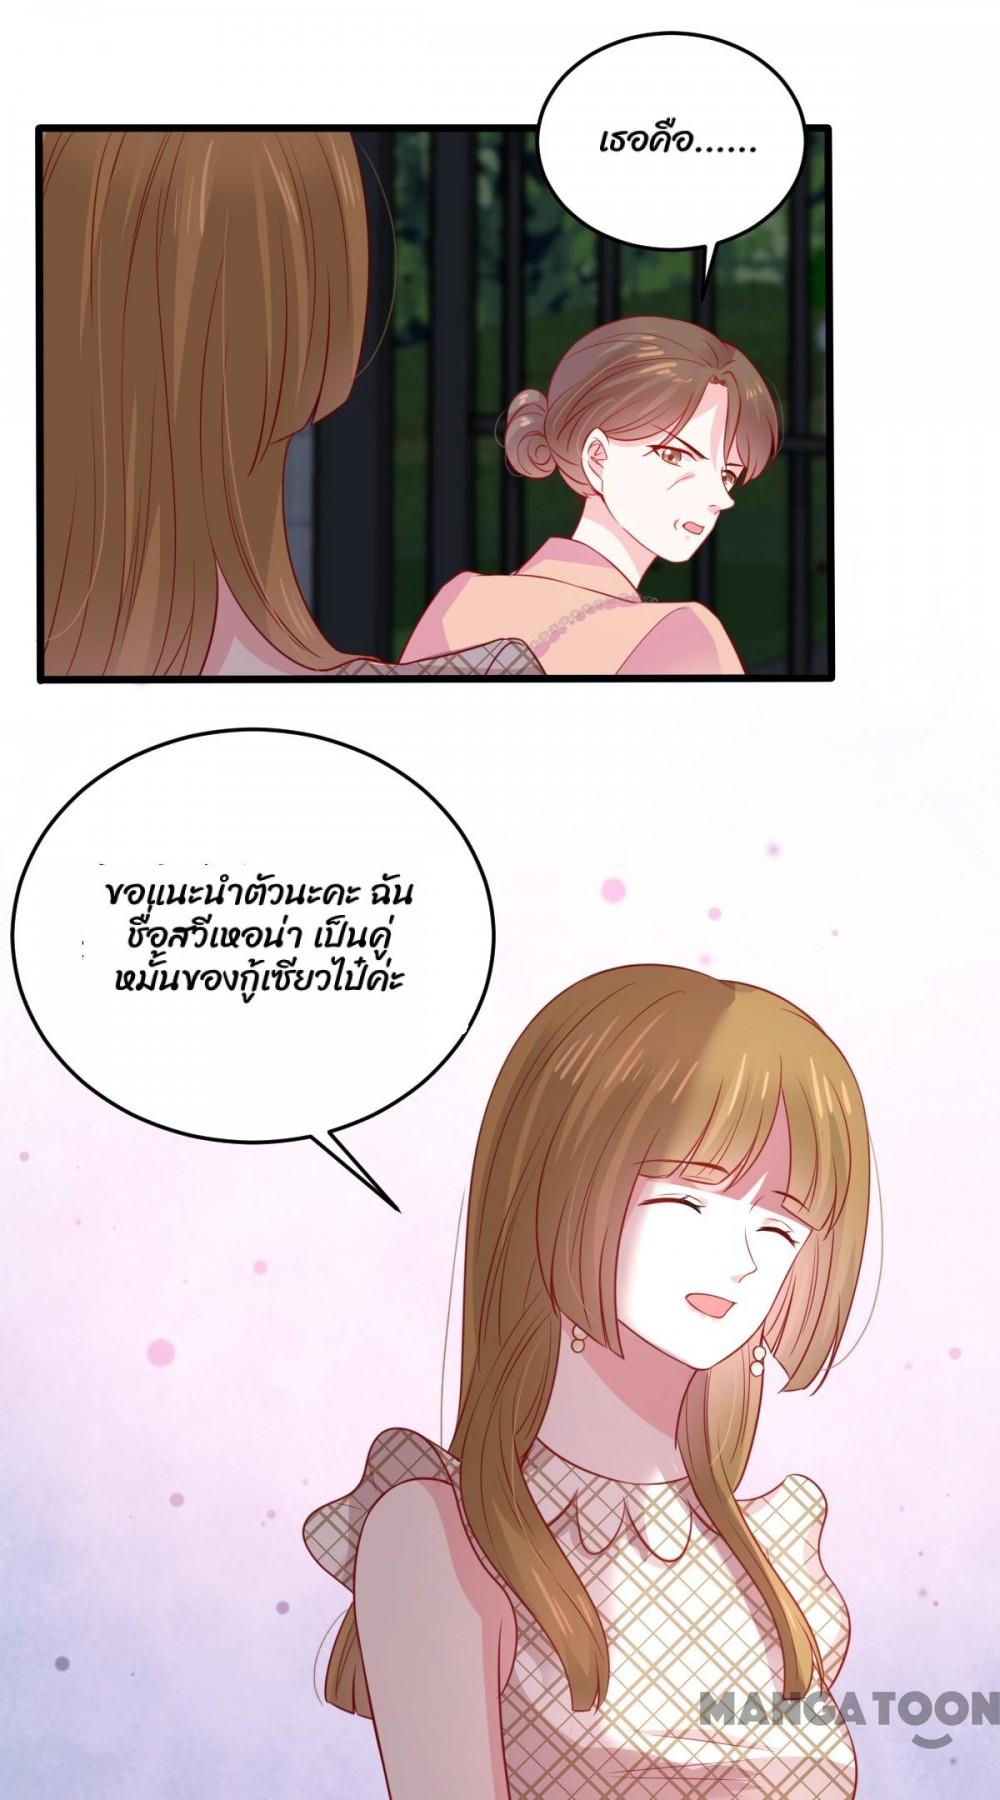 เธอคือ......
ขอแนะนำตัวนะคะ ฉัน
ชื่อสวีเหอน่า เป็นคู่
หมั้นของกู้เซียวไป๋ค่ะ
MANGATOON